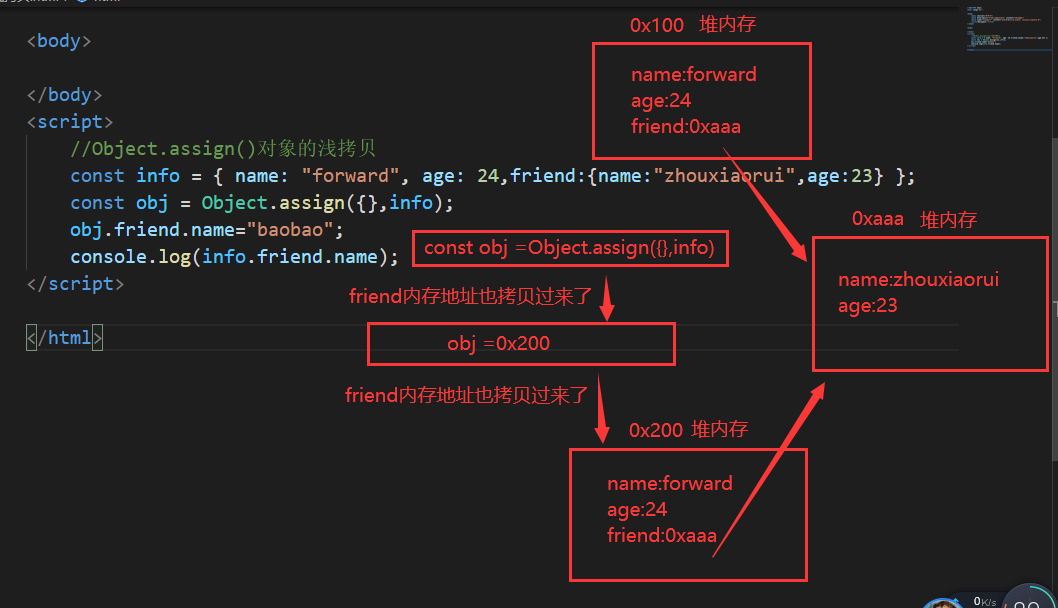 <body>
</body>
<script>
//Object.assign()对象的浅拷贝
const info = { name: "forward", age: 24,friend:{name:"zhouxiaorui",age:23} };
const obj = Object.assign({},info);
obj.friend.name="baobao";
console.log(info.friend.name);
</script>
</html>
0x100 堆内存
name:forward
age:24
friend:0xaaa
0xaaa 堆内存
name:zhouxiaorui
age:23
const obj =Object.assign({},info)
friend内存地址也拷贝过来了
obj =0x200
friend内存地址也拷贝过来了
0x200 堆内存
name:forward
age:24
friend:0xaaa
0K/s